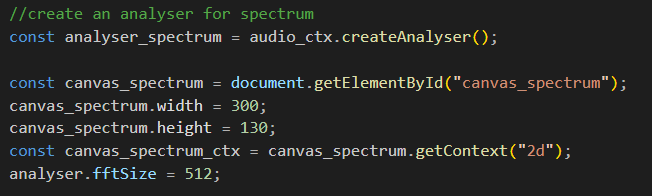 //create an analyser for spectrum
const analyser_spectrum = audio_ctx.createAnalyser();
const canvas_spectrum = document.getElementById("canvas_spectrum");
canvas_spectrum.width = 300;
canvas_spectrum.height = 130;
const canvas_spectrum_ctx = canvas_spectrum.getContext("2d");
analyser.fftSize = 512;